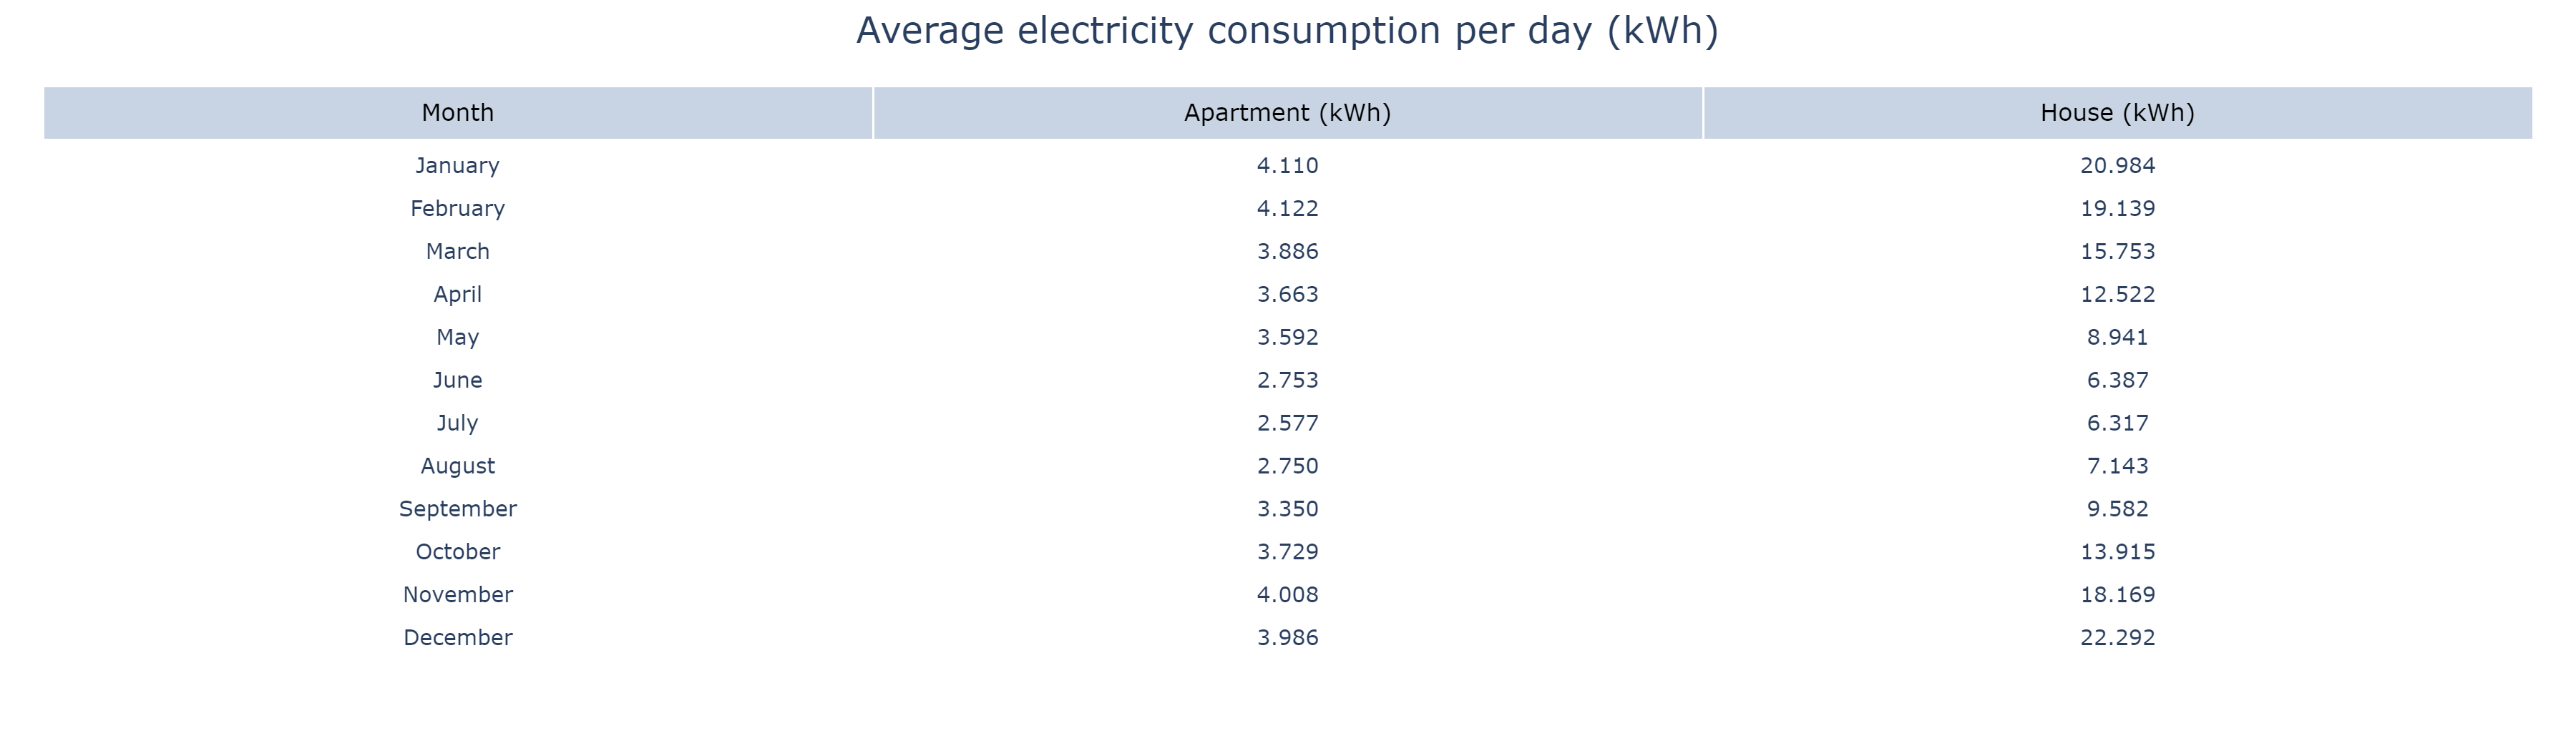 Average electricity consumption per day (kWh)
Month Apartment (kWh) House (kWh)
January 4.110 20.984
February 4.122 19.139
March 3.886 15.753
April 3.663 12.522
May 3.592 8.941
June 2.753 6.387
July 2.577 6.317
August 2.750 7.143
September 3.350 9.582
October 3.729 13.915
November 4.008 18.169
December 3.986 22.292